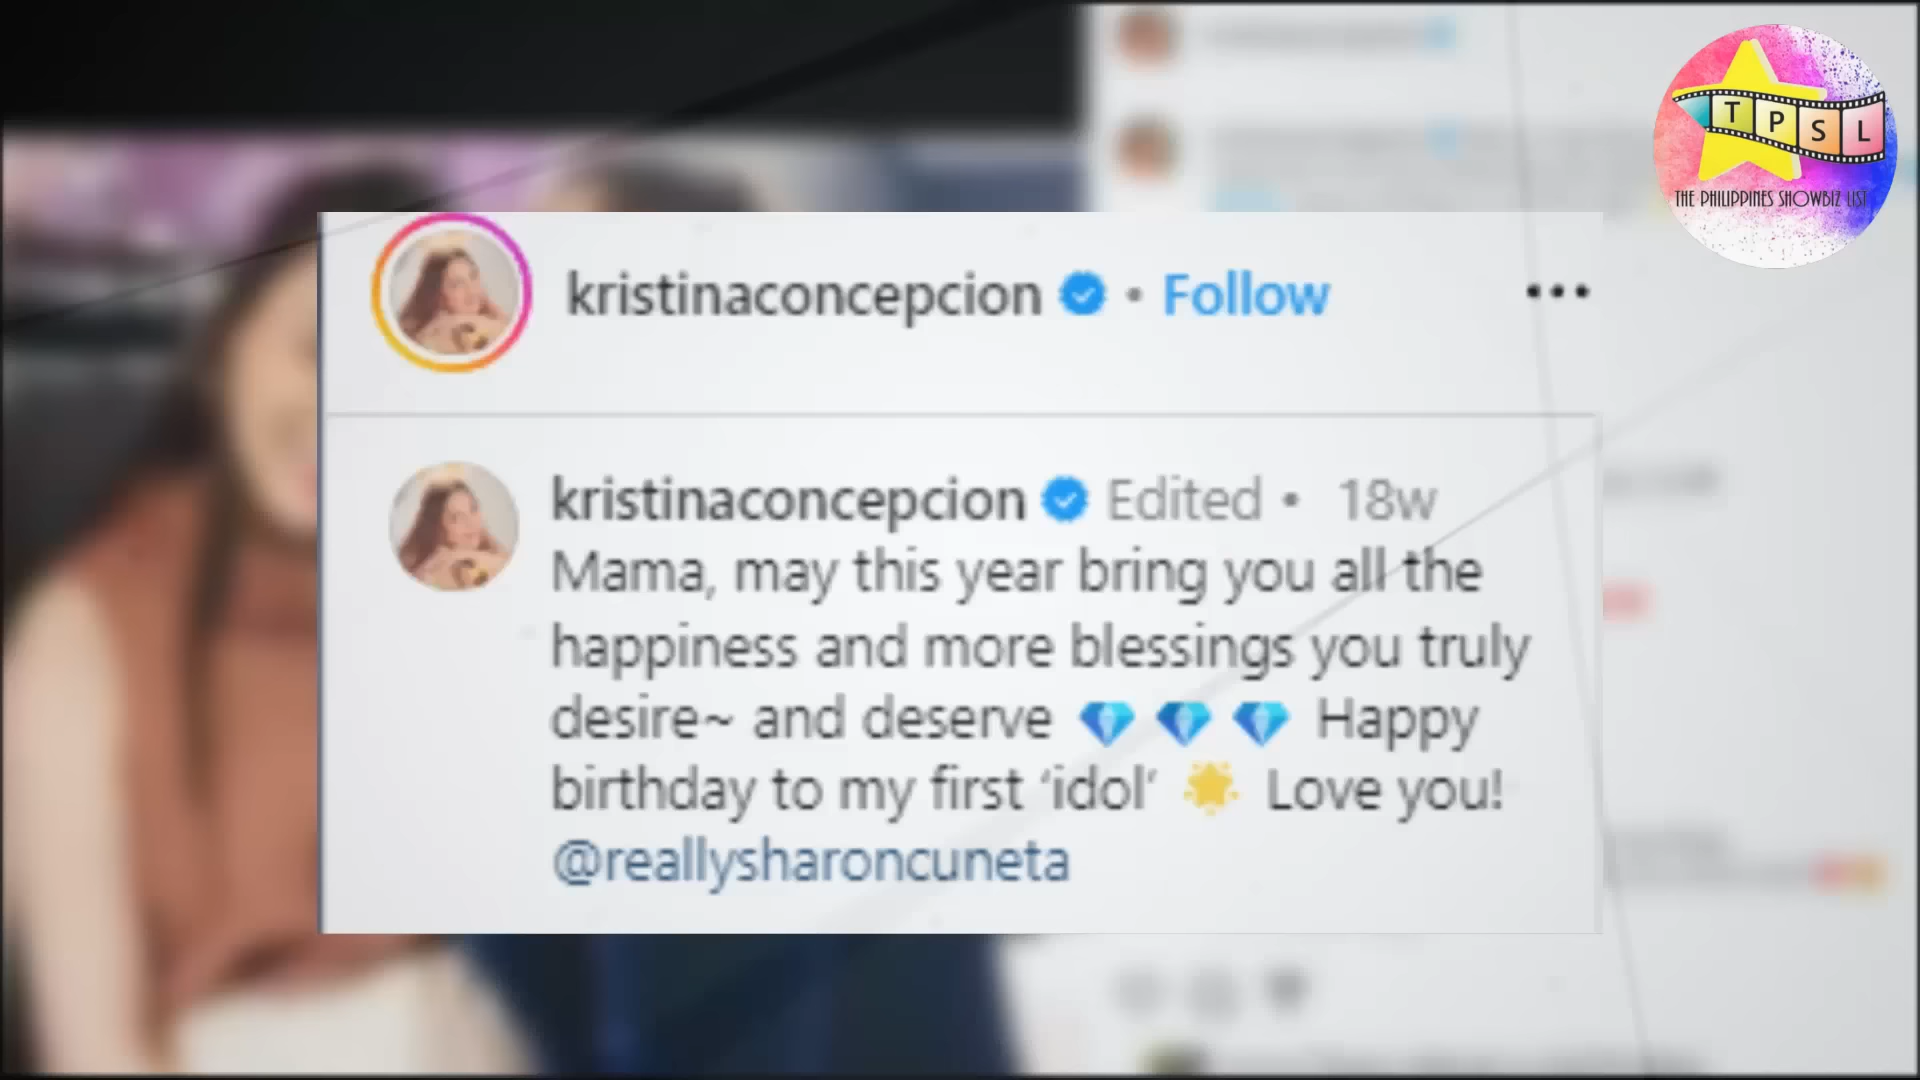 T P S L
THE PHILIPPINES SHOWBIZ LIST
kristinaconcepcion • Follow
kristinaconcepcion Edited • 18w
Mama, may this year bring you all the
happiness and more blessings you truly
desire~ and deserve 💎 💎 💎 Happy
birthday to my first ‘idol’ 🌟 Love you!
@reallysharoncuneta